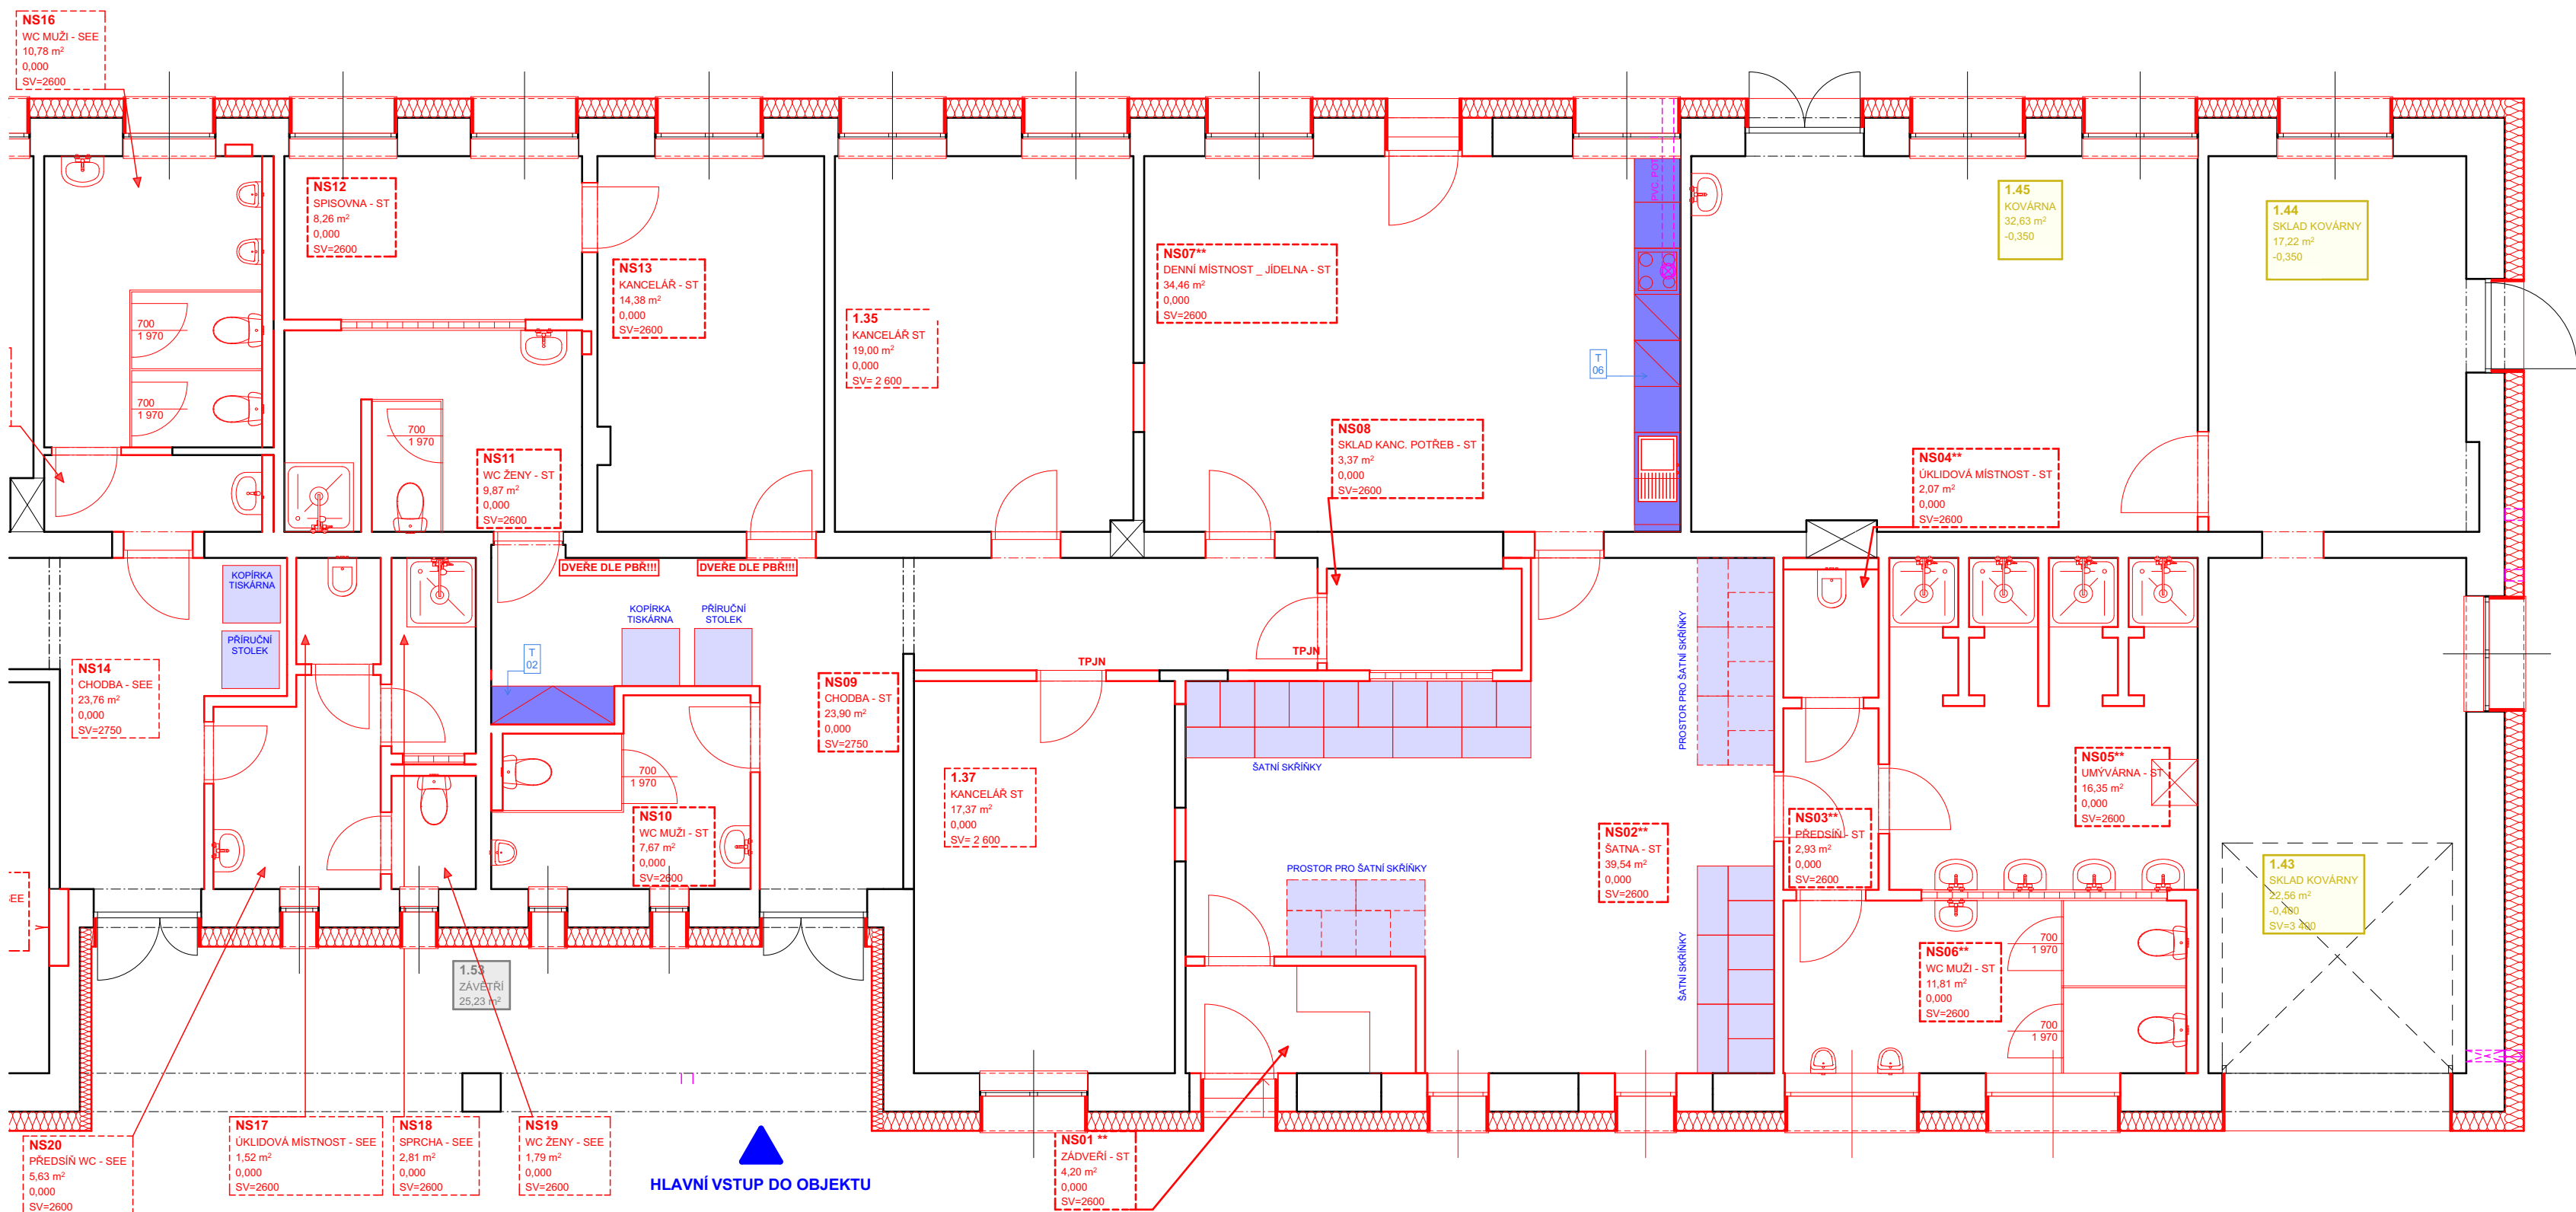 NS16
WC MUŽI - SEE
10,78 m²
0,000
SV=2600
NS12
SPISOVNA - ST
8,26 m²
0,000
SV=2600
NS13
KANCELÁŘ - ST
14,38 m²
0,000
SV=2600
1.35
KANCELÁŘ ST
19,00 m²
0,000
SV= 2 600
NS07**
DENNÍ MÍSTNOST _ JÍDELNA - ST
34,46 m²
0,000
SV=2600
1.45
KOVÁRNA
32,63 m²
-0,350
1.44
SKLAD KOVÁRNY
17,22 m²
-0,350
700
1 970
700
1 970
700
1 970
T
06
NS11
WC ŽENY - ST
9,87 m²
0,000
SV=2600
NS08
SKLAD KANC. POTŘEB - ST
3,37 m²
0,000
SV=2600
NS04**
ÚKLIDOVÁ MÍSTNOST - ST
2,07 m²
0,000
SV=2600
DVEŘE DLE PBŘ!!!
DVEŘE DLE PBŘ!!!
KOPÍRKA
TISKÁRNA
PŘÍRUČNÍ
STOLEK
KOPÍRKA
TISKÁRNA
PŘÍRUČNÍ
STOLEK
T
02
TPJN
TPJN
NS14
CHODBA - SEE
23,76 m²
0,000
SV=2750
NS09
CHODBA - ST
23,90 m²
0,000
SV=2750
PROSTOR PRO ŠATNÍ SKŘÍŇKY
ŠATNÍ SKŘÍŇKY
1.37
KANCELÁŘ ST
17,37 m²
0,000
SV= 2 600
700
1 970
NS10
WC MUŽI - ST
7,67 m²
0,000
SV=2600
NS05**
UMÝVÁRNA - ST
16,35 m²
0,000
SV=2600
NS03**
PŘEDSÍŇ - ST
2,93 m²
0,000
SV=2600
NS02**
ŠATNA - ST
39,54 m²
0,000
SV=2600
PROSTOR PRO ŠATNÍ SKŘÍŇKY
ŠATNÍ SKŘÍŇKY
1.43
SKLAD KOVÁRNY
22,56 m²
-0,400
SV=3 400
SEE
NS06**
WC MUŽI - ST
11,81 m²
0,000
SV=2600
700
1 970
700
1 970
1.53
ZÁVĚTŘÍ
25,23 m²
NS20
PŘEDSÍŇ WC - SEE
5,63 m²
0,000
SV=2600
NS17
ÚKLIDOVÁ MÍSTNOST - SEE
1,52 m²
0,000
SV=2600
NS18
SPRCHA - SEE
2,81 m²
0,000
SV=2600
NS19
WC ŽENY - SEE
1,79 m²
0,000
SV=2600
HLAVNÍ VSTUP DO OBJEKTU
NS01 **
ZÁDVEŘÍ - ST
4,20 m²
0,000
SV=2600